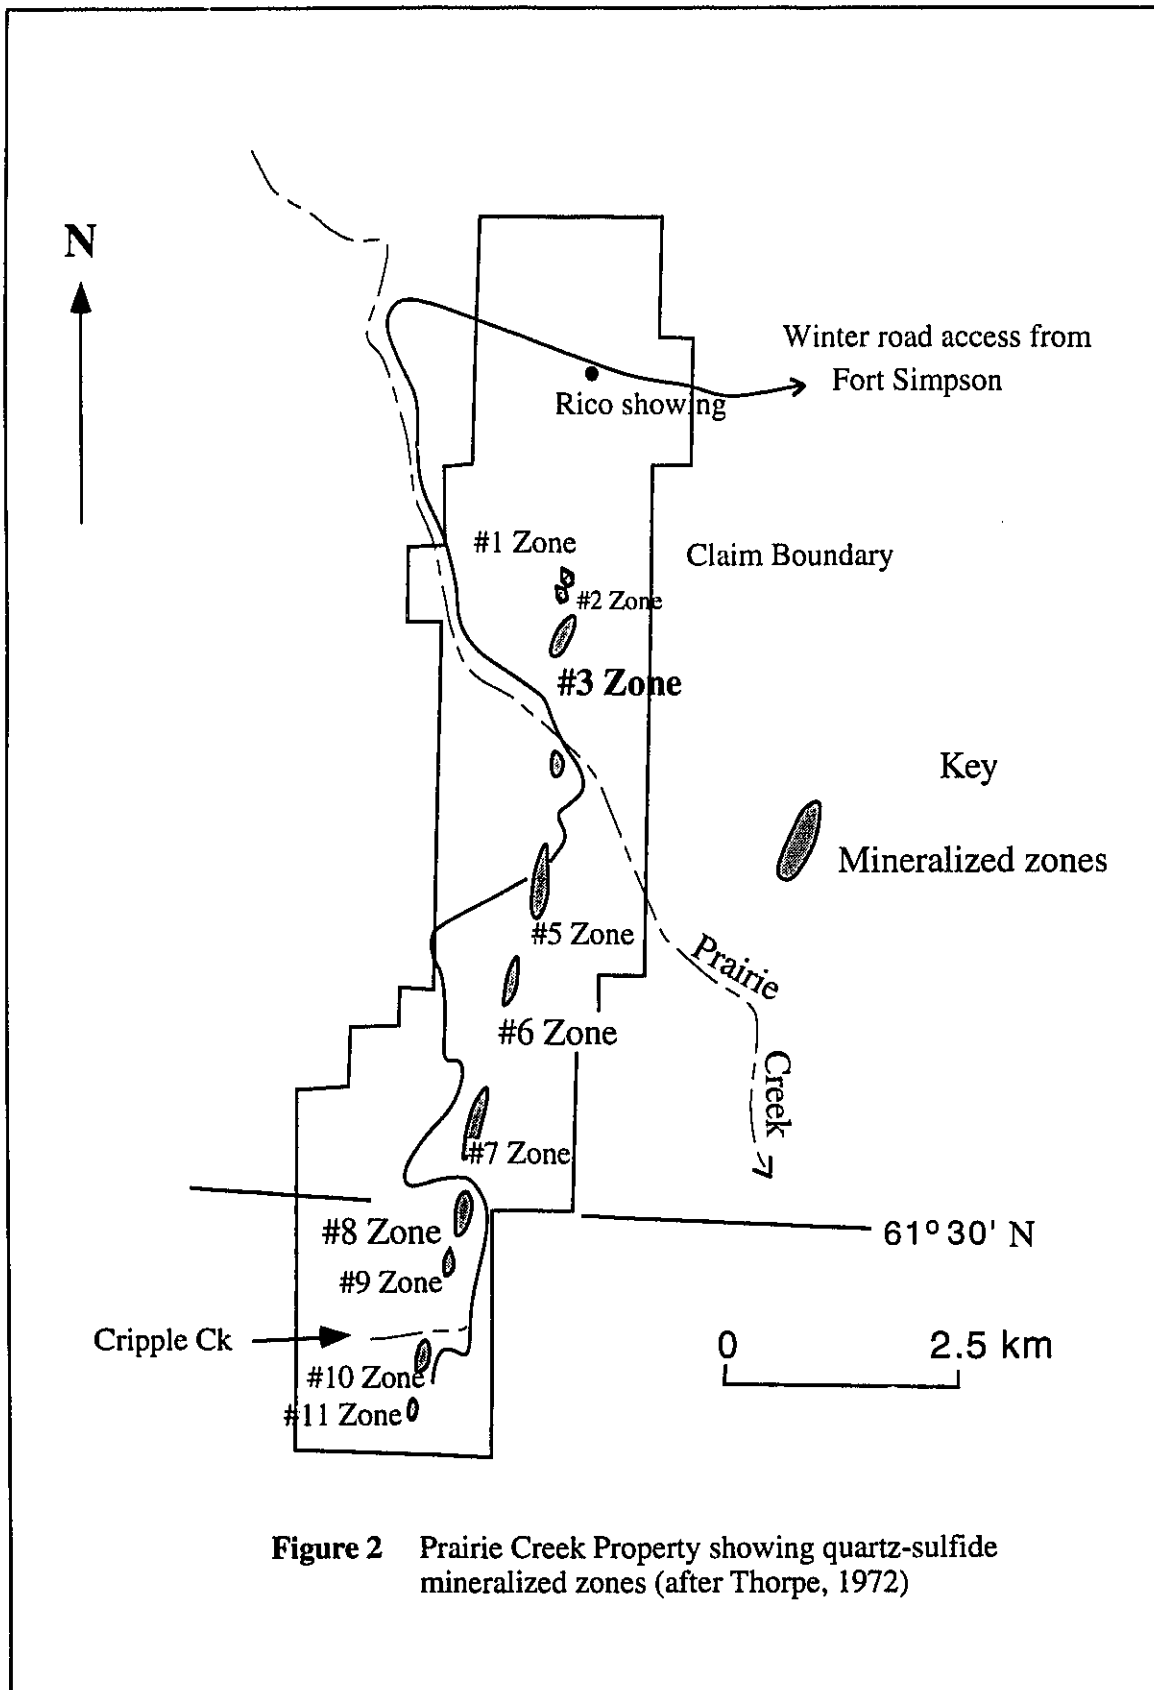 N
Winter road access from
Fort Simpson
Rico showing
#1 Zone
Claim Boundary
#2 Zone
#3 Zone
Key
Mineralized zones
#5 Zone
Prairie
#6 Zone
Creek
#7 Zone
#8 Zone
61° 30' N
#9 Zone
Cripple Ck
0 2.5 km
#10 Zone
#11 Zone
Figure 2 Prairie Creek Property showing quartz-sulfide
mineralized zones (after Thorpe, 1972)